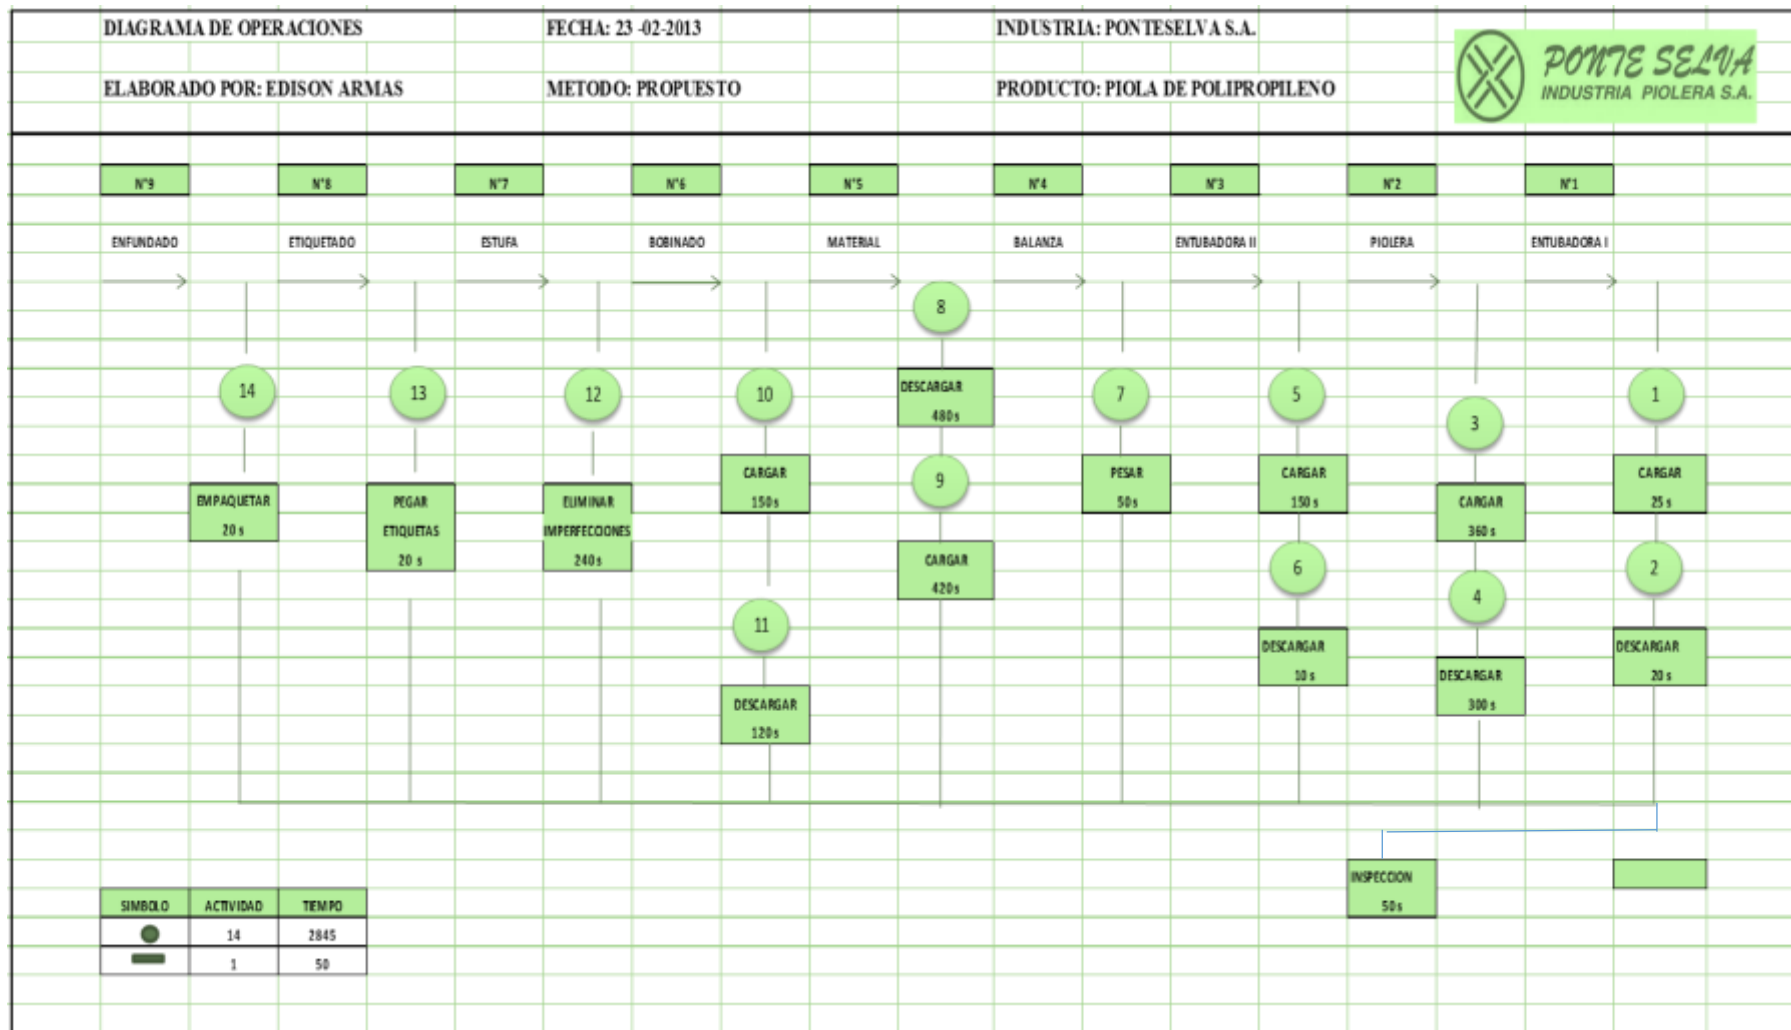 DIAGRAMA DE OPERACIONES FECHA: 23 -02-2013 INDUSTRIA: PONTESELVA S.A.
PONTE SELVA
INDUSTRIA PIOLERA S.A.
ELABORADO POR: EDISON ARMAS METODO: PROPUESTO PRODUCTO: PIOLA DE POLIPROPILENO
N°9 N°8 N°7 N°6 N°5 N°4 N°3 N°2 N°1
ENFUNDADO ETIQUETADO ESTUFA BOBINADO MATERIAL BALANZA ENTUBADORA II PIOLERA ENTUBADORA I
8
14 13 12 10 DESCARGAR 7 5 1
480s
3
9
CARGAR PESAR CARGAR CARGAR
150s 50s 150s 25s
EMPAQUETAR PEGAR ELIMINAR CARGAR
20 s ETIQUETAS IMPERFECCIONES 360s
20 s 240s CARGAR 6 2
420s
4
11
DESCARGAR DESCARGAR
10 s 20s
DESCARGAR
300 s
DESCARGAR
120s
INSPECCION
50s
SIMBOLO ACTIVIDAD TIEMPO
14 2845
1 50